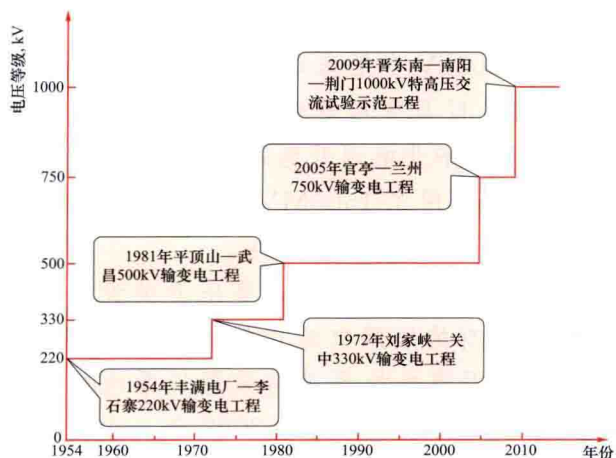 电压等级, kV
1000
750
500
330
220
0
2009年晋东南—南阳
—荆门1000kV特高压交
流试验示范工程
2005年官亭—兰州
750kV输变电工程
1981年平顶山—武
昌500kV输变电工程
1972年刘家峡—关
中330kV输变电工程
1954年丰满电厂—李
石寨220kV输变电工程
1954 1960 1970 1980 1990 2000 2010 年份